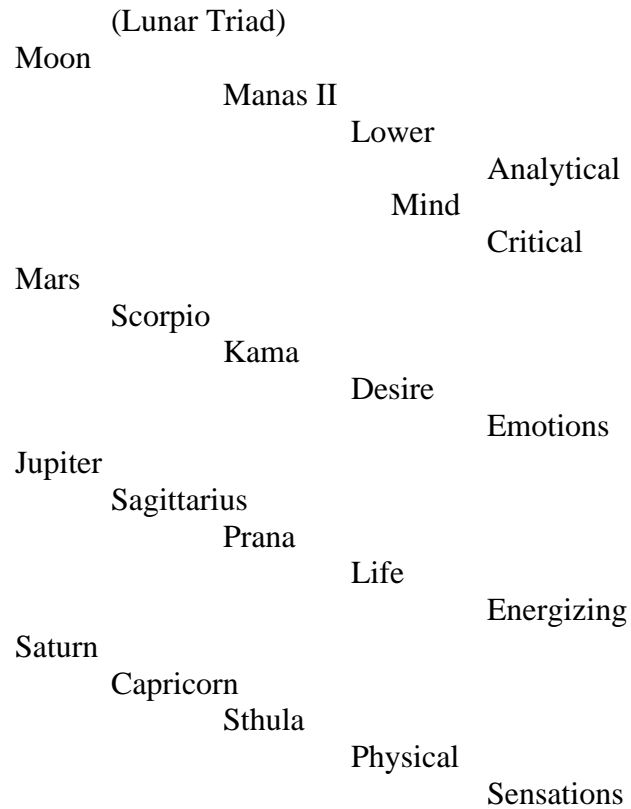 (Lunar Triad)
Moon
Manas II
Lower
Analytical
Mind
Critical
Mars
Scorpio
Kama
Desire
Emotions
Jupiter
Sagittarius
Prana
Life
Energizing
Saturn
Capricorn
Sthula
Physical
Sensations